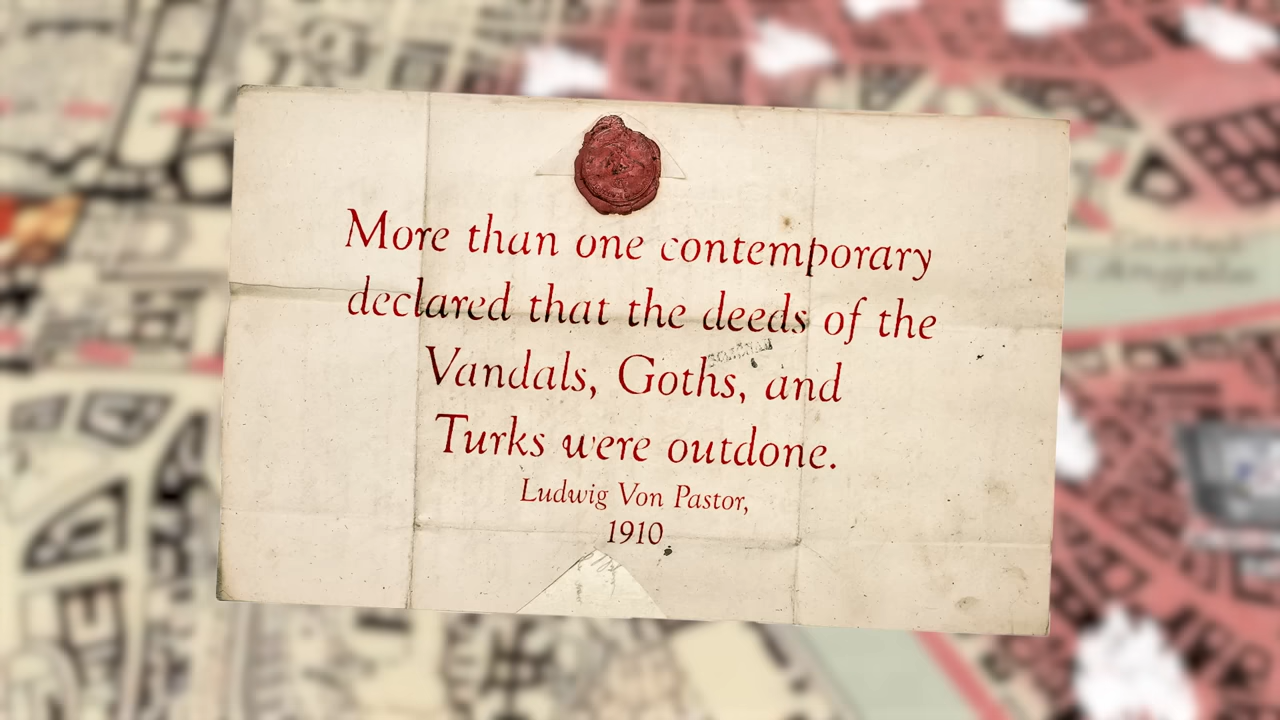 More than one contemporary
declared that the deeds of the
Vandals, Goths, and
Turks were outdone.
Ludwig Von Pastor,
1910